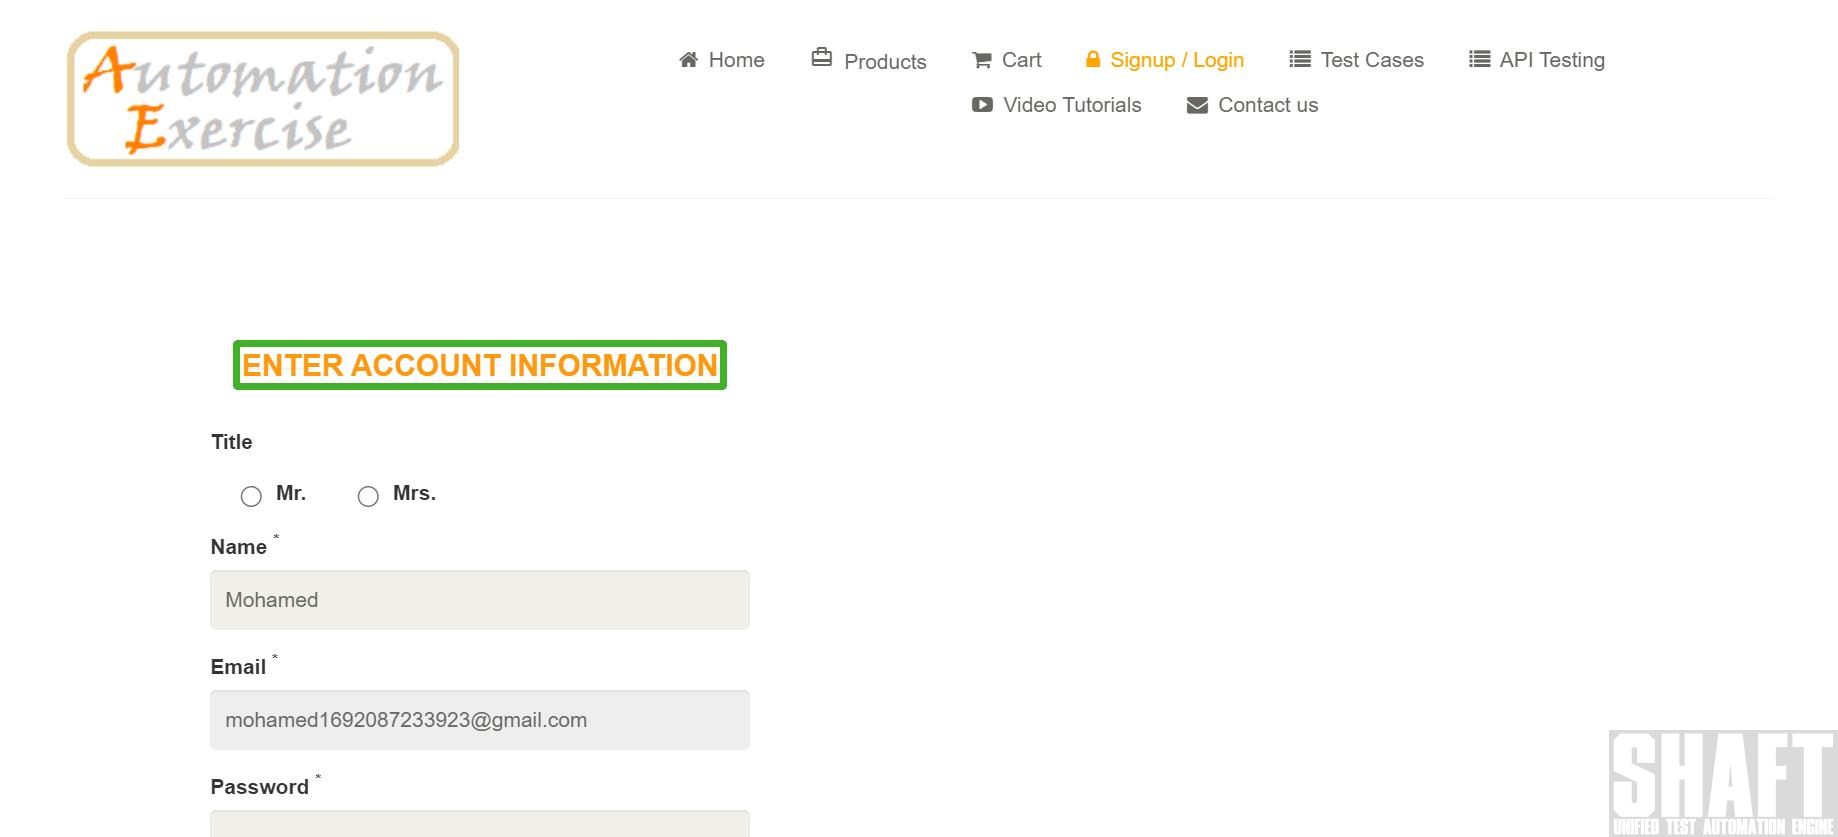 Automation
Exercise
Home Products Cart Signup / Login Test Cases API Testing
Video Tutorials Contact us
ENTER ACCOUNT INFORMATION
Title
Mr. Mrs.
Name *
Mohamed
Email *
mohamed1692087233923@gmail.com
Password *
SHAFT
UNIFIED TEST AUTOMATION ENGINE